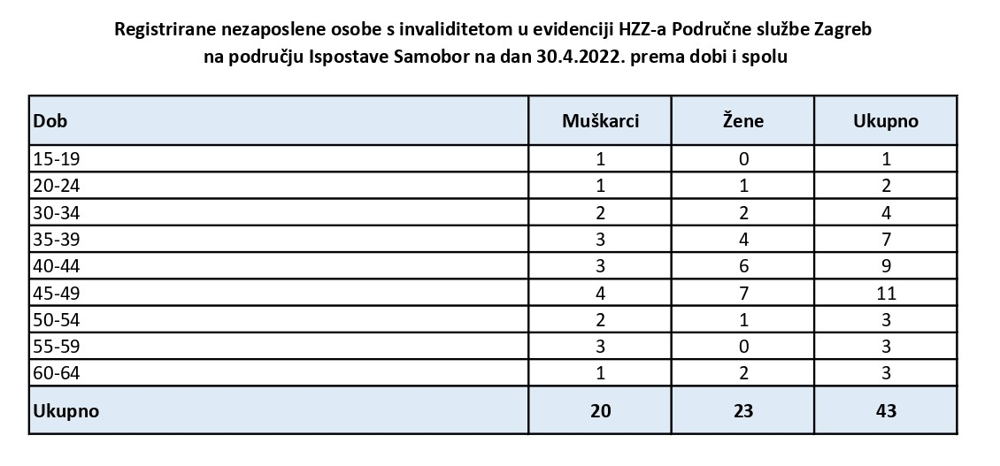 Registrirane nezaposlene osobe s invaliditetom u evidenciji HZZ-a Područne službe Zagreb
na području Ispostave Samobor na dan 30.4.2022. prema dobi i spolu
Dob Muškarci Žene Ukupno
15-19 1 0 1
20-24 1 1 2
30-34 2 2 4
35-39 3 4 7
40-44 3 6 9
45-49 4 7 11
50-54 2 1 3
55-59 3 0 3
60-64 1 2 3
Ukupno 20 23 43